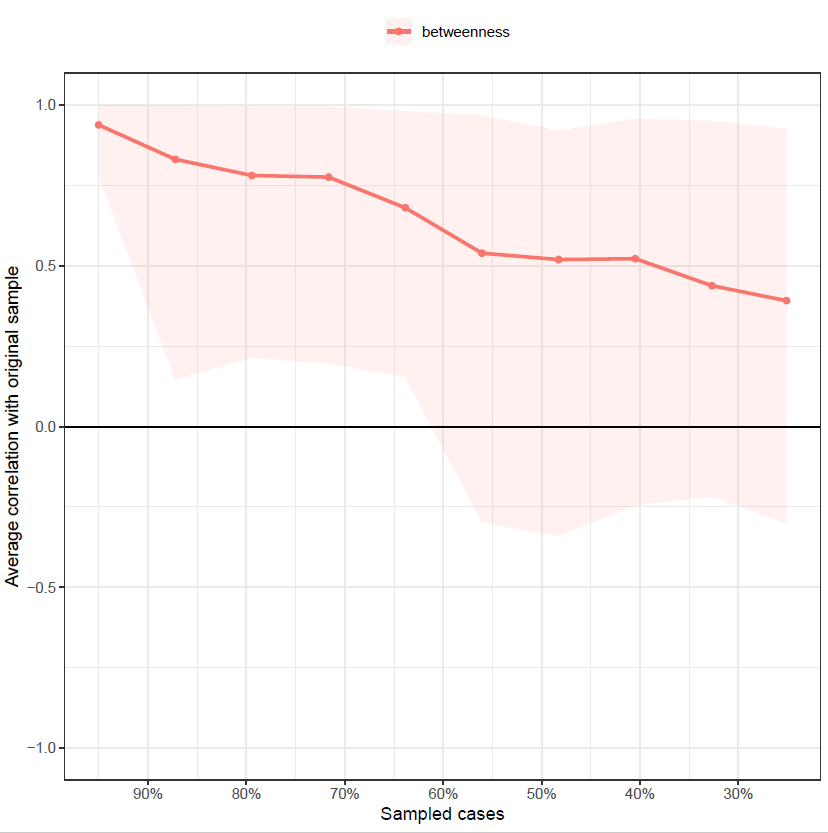 betweenness
1.0
0.5
0.0
−0.5
−1.0
Average correlation with original sample
90% 80% 70% 60% 50% 40% 30%
Sampled cases